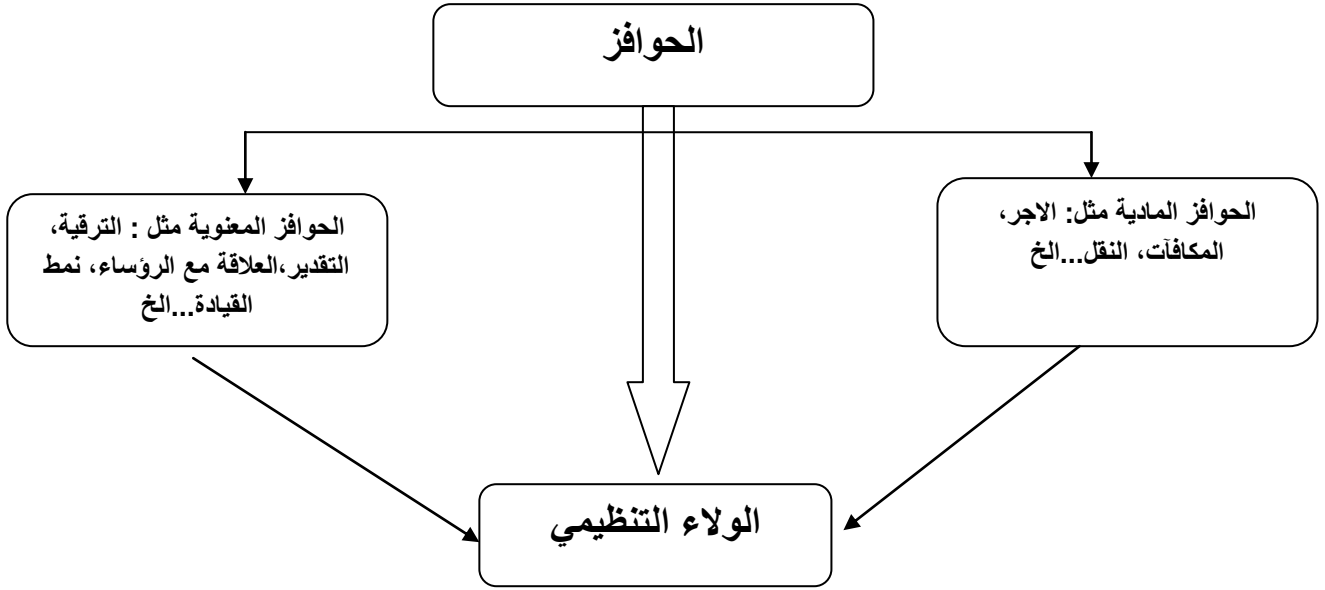 الحوافز
الحوافز المادية مثل: الاجر،
المكافآت، النقل...الخ
الحوافز المعنوية مثل : الترقية،
التقدير،العلاقة مع الرؤساء، نمط
القيادة...الخ
الولاء التنظيمي